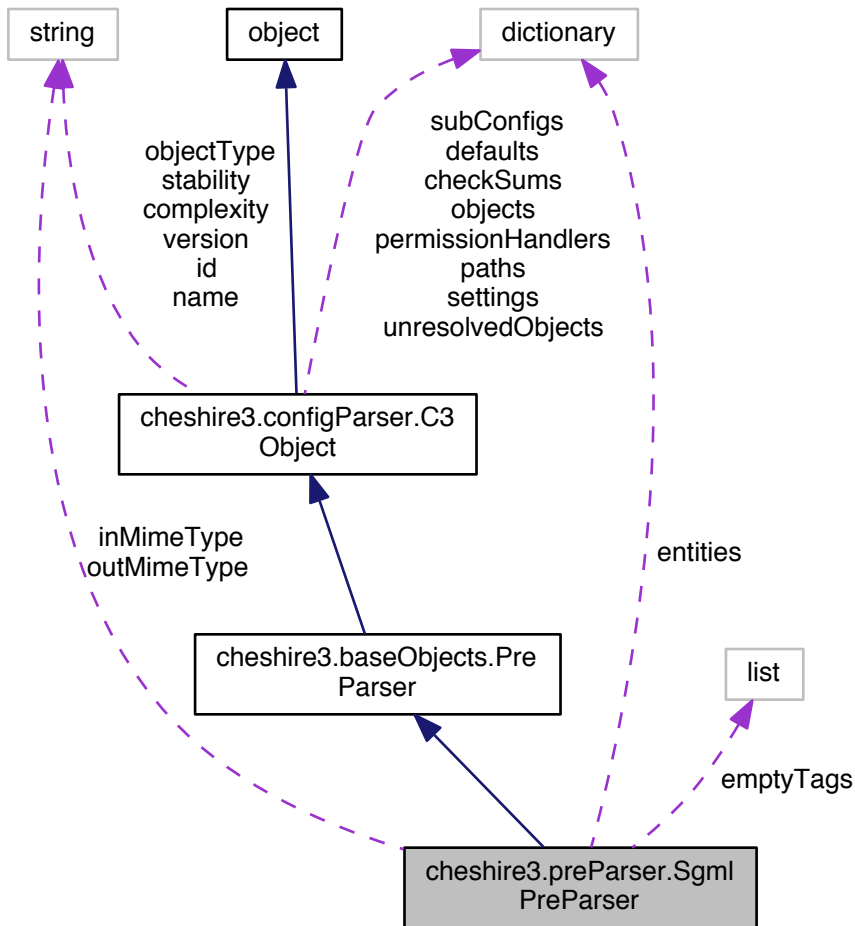 string
object
dictionary
objectType
stability
complexity
version
id
name
subConfigs
defaults
checkSums
objects
permissionHandlers
paths
settings
unresolvedObjects
cheshire3.configParser.C3
Object
inMimeType
outMimeType
entities
cheshire3.baseObjects.Pre
Parser
list
emptyTags
cheshire3.preParser.Sgml
PreParser